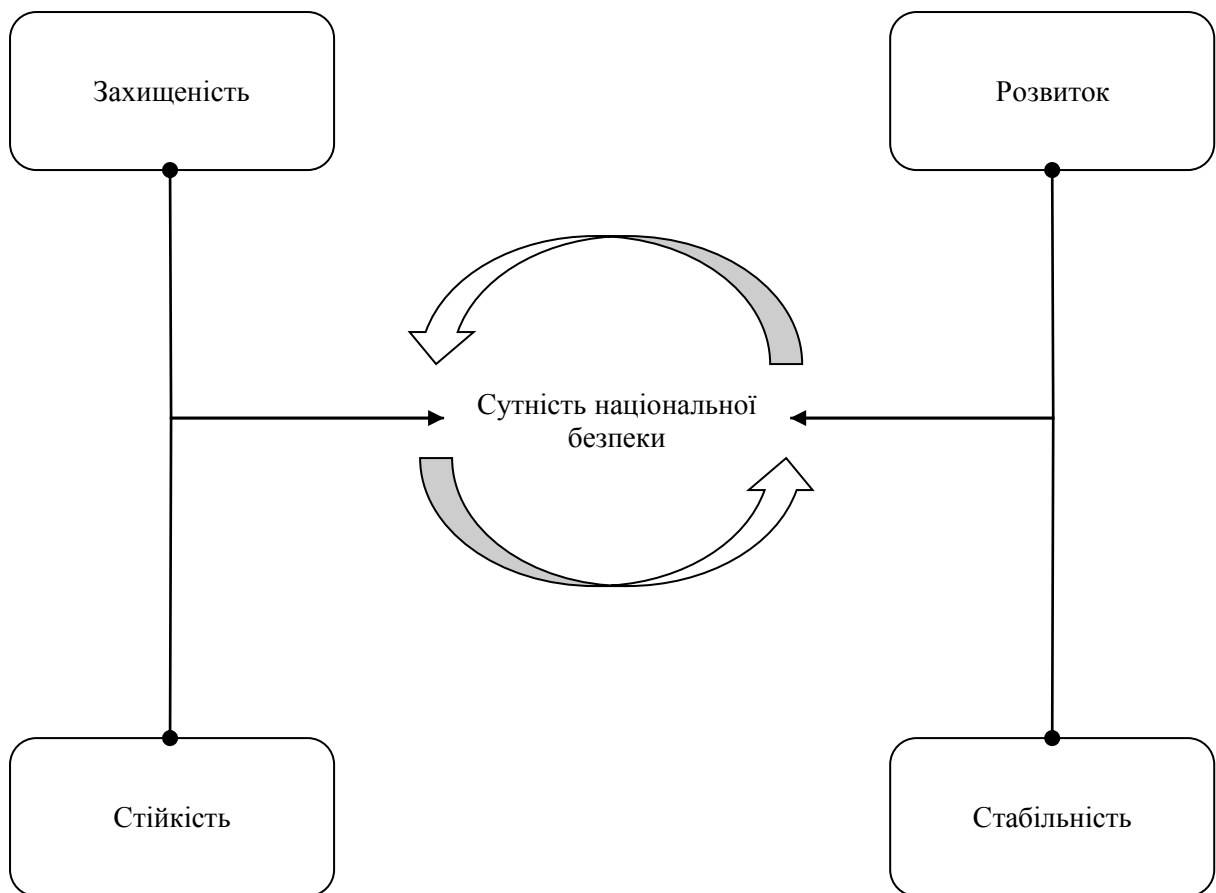 Захищеність
Розвиток
Сутність національної
безпеки
Стійкість
Стабільність